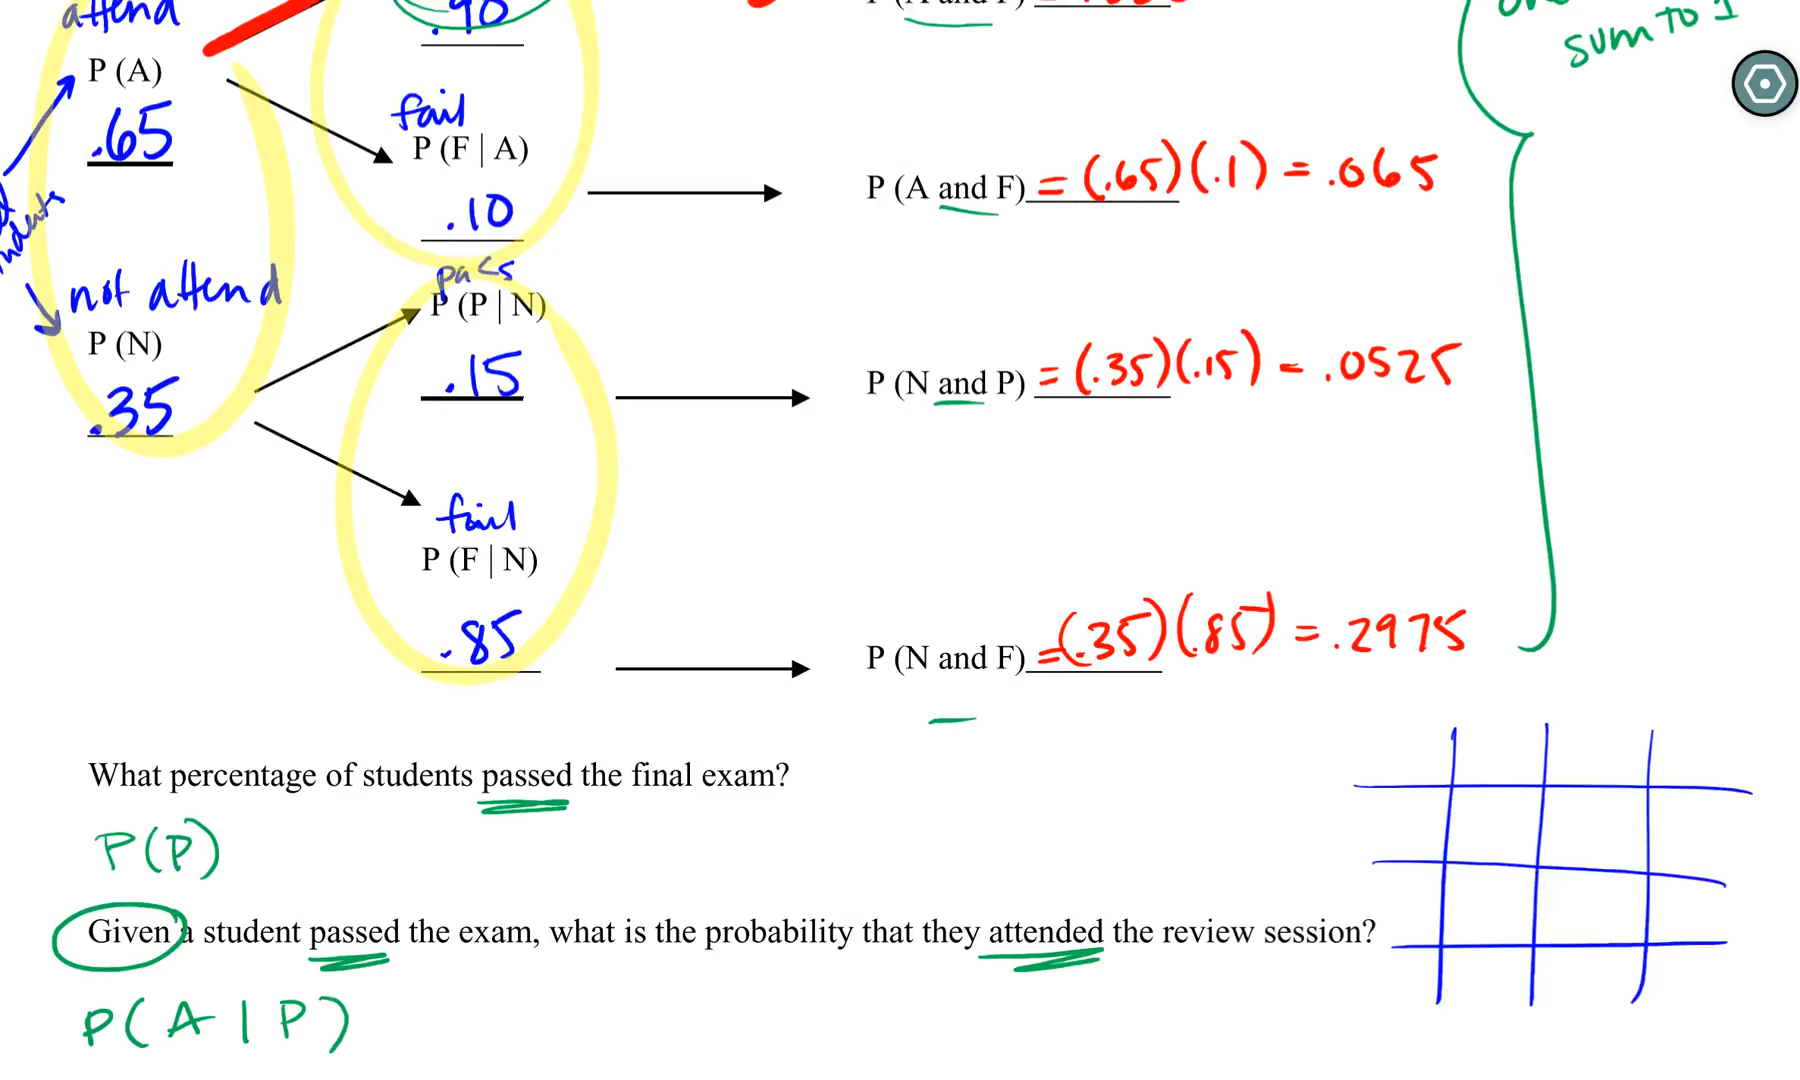 attend
.90
sum to 1
P (A)
.65
fail
P (F | A)
.10
P (A and F) = (.65)(.1) = .065
not attend
P (N)
.35
pass
P (P | N)
.15
P (N and P) = (.35)(.15) = .0525
fail
P (F | N)
.85
P (N and F) = (.35)(.85) = .2975
What percentage of students passed the final exam?
P(P)
Given a student passed the exam, what is the probability that they attended the review session?
P(A | P)